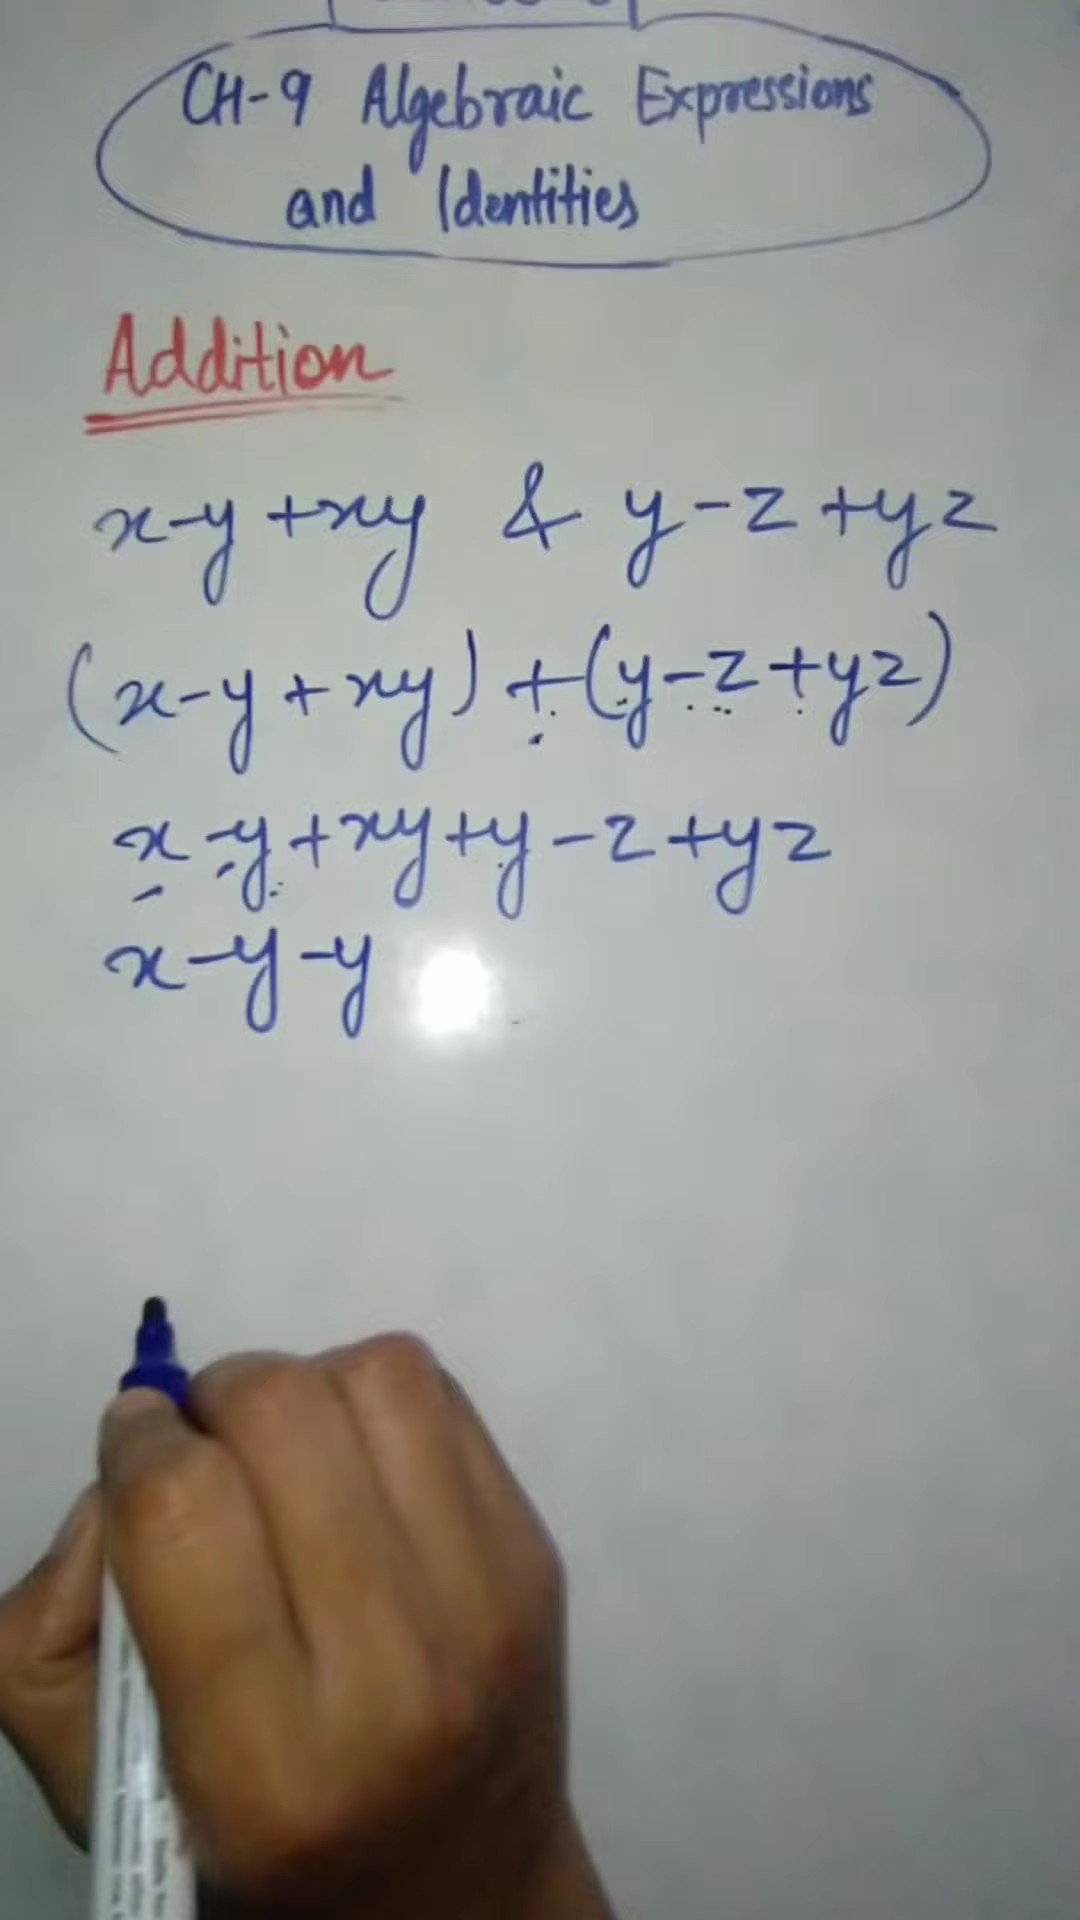 CH-9 Algebraic Expressions
and Identities
Addition
x-y+xy & y-z+yz
(x-y+xy)+(y-z+yz)
x-y+xy+y-z+yz
x-y-y